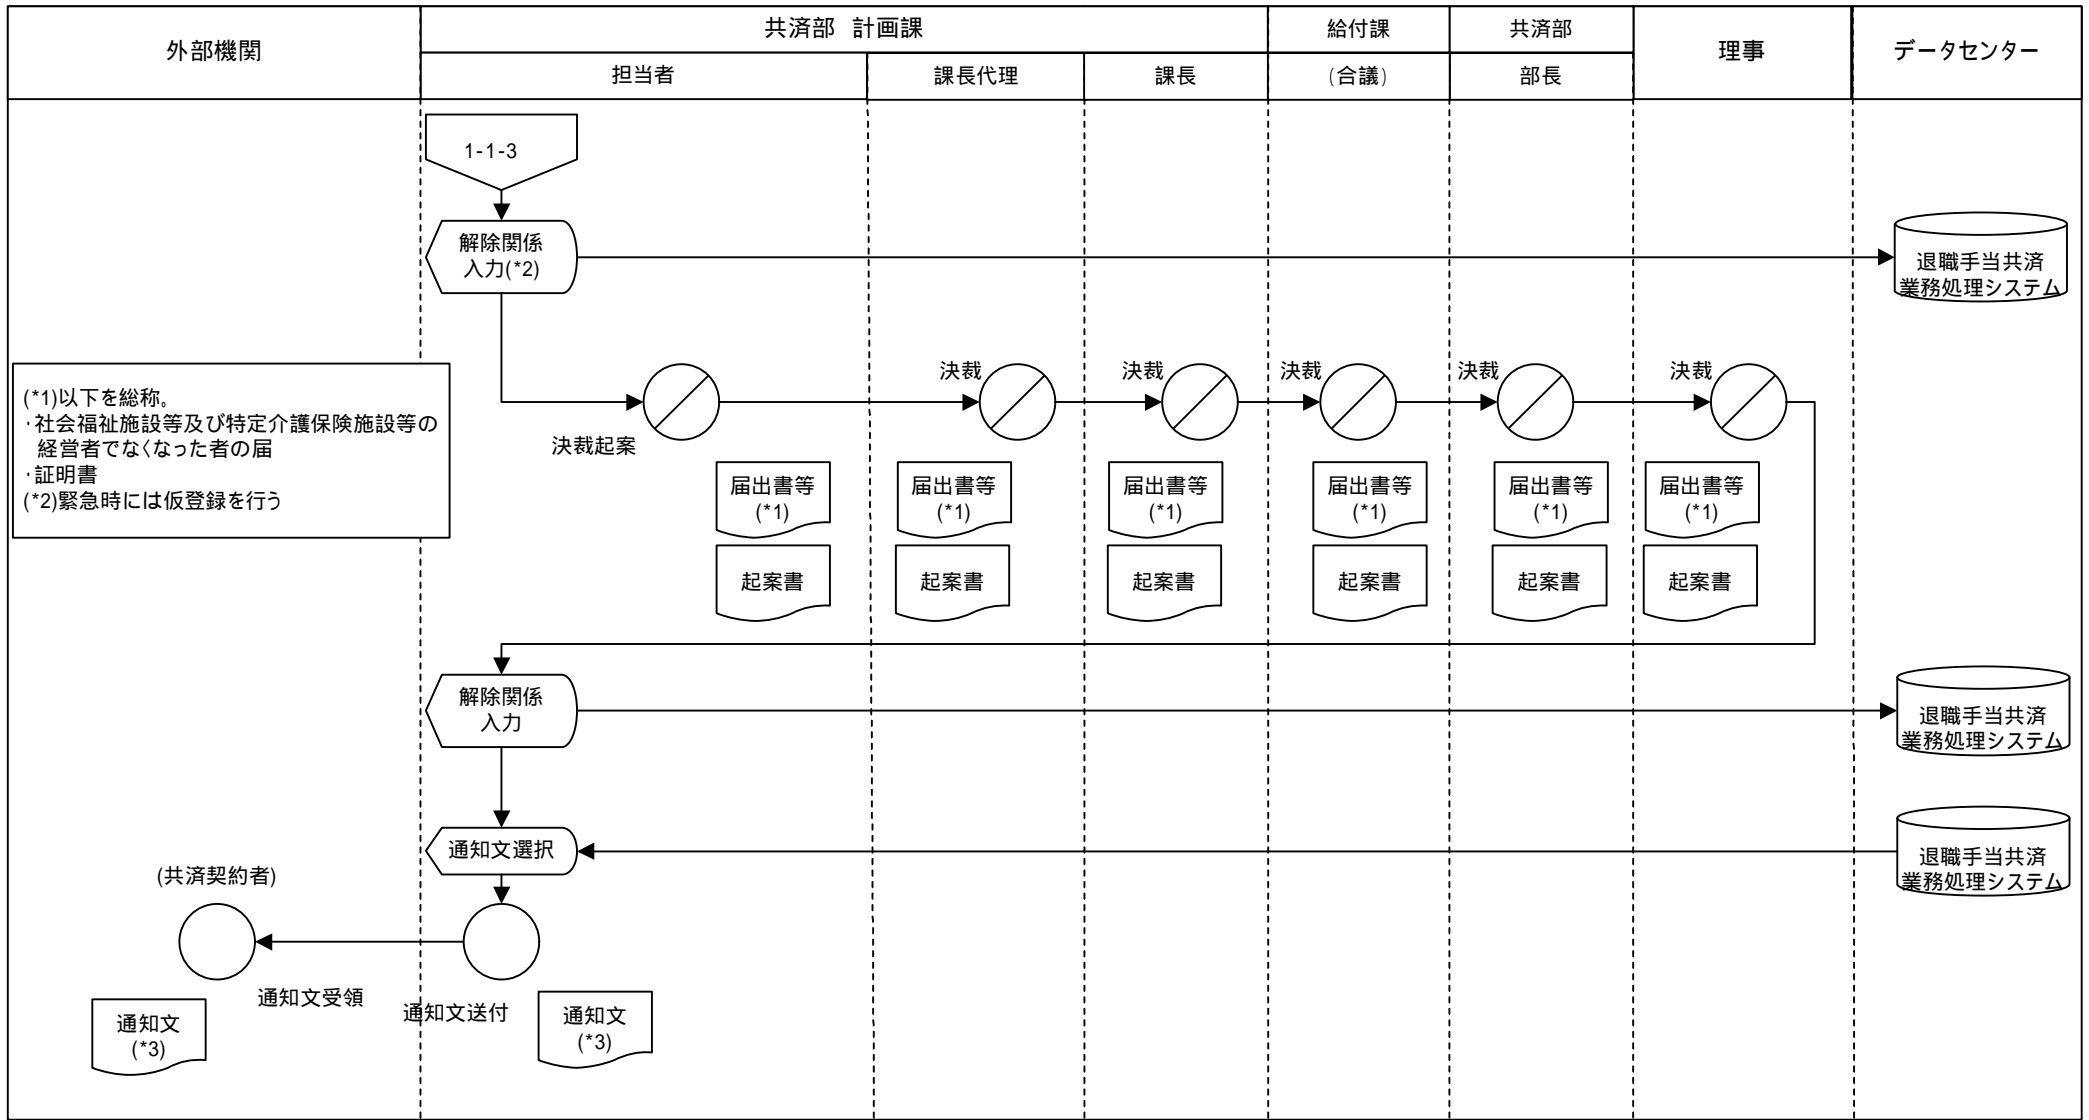 外部機関
共済部 計画課
給付課
共済部
理事
データセンター
担当者
課長代理
課長
(合議)
部長
1-1-3
解除関係
入力(*2)
退職手当共済
業務処理システム
(*1)以下を総称。
・社会福祉施設等及び特定介護保険施設等の
経営者でなくなった者の届
・証明書
(*2)緊急時には仮登録を行う
決裁起案
決裁
決裁
決裁
決裁
決裁
届出書等
(*1)
届出書等
(*1)
届出書等
(*1)
届出書等
(*1)
届出書等
(*1)
届出書等
(*1)
起案書
起案書
起案書
起案書
起案書
起案書
解除関係
入力
退職手当共済
業務処理システム
通知文選択
退職手当共済
業務処理システム
(共済契約者)
通知文受領
通知文送付
通知文
(*3)
通知文
(*3)